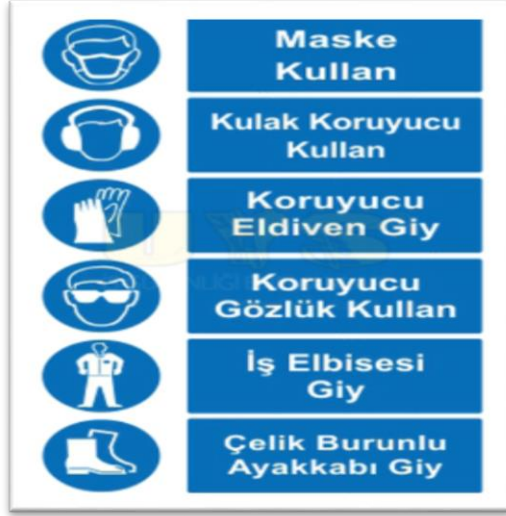 Maske
Kullan
Kulak Koruyucu
Kullan
Koruyucu
Eldiven Giy
Koruyucu
Gözlük Kullan
İş Elbisesi
Giy
Çelik Burunlu
Ayakkabı Giy